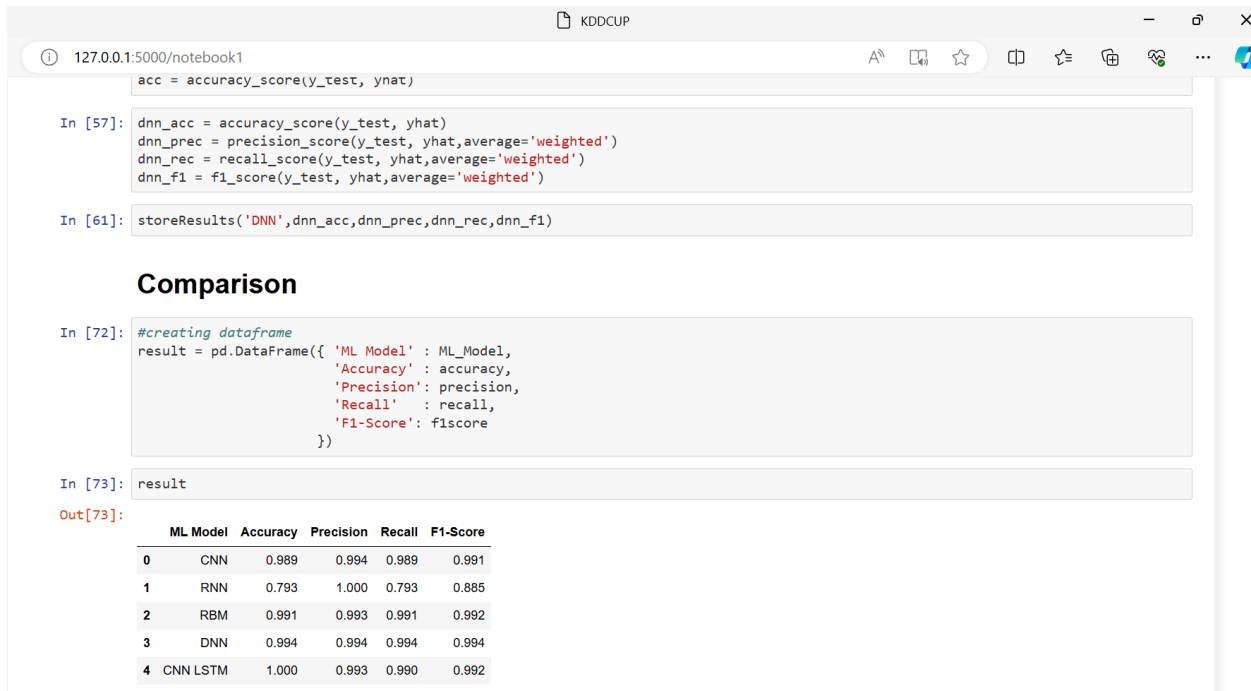 KDDCUP
127.0.0.1:5000/notebook1
acc = accuracy_score(y_test, yhat)
In [57]: dnn_acc = accuracy_score(y_test, yhat)
dnn_prec = precision_score(y_test, yhat,average='weighted')
dnn_rec = recall_score(y_test, yhat,average='weighted')
dnn_f1 = f1_score(y_test, yhat,average='weighted')
In [61]: storeResults('DNN',dnn_acc,dnn_prec,dnn_rec,dnn_f1)
Comparison
In [72]: #creating dataframe
result = pd.DataFrame({ 'ML Model' : ML_Model,
'Accuracy' : accuracy,
'Precision': precision,
'Recall'   : recall,
'F1-Score': f1score
})
In [73]: result
Out[73]:
ML Model Accuracy Precision Recall F1-Score
0 CNN 0.989 0.994 0.989 0.991
1 RNN 0.793 1.000 0.793 0.885
2 RBM 0.991 0.993 0.991 0.992
3 DNN 0.994 0.994 0.994 0.994
4 CNN LSTM 1.000 0.993 0.990 0.992